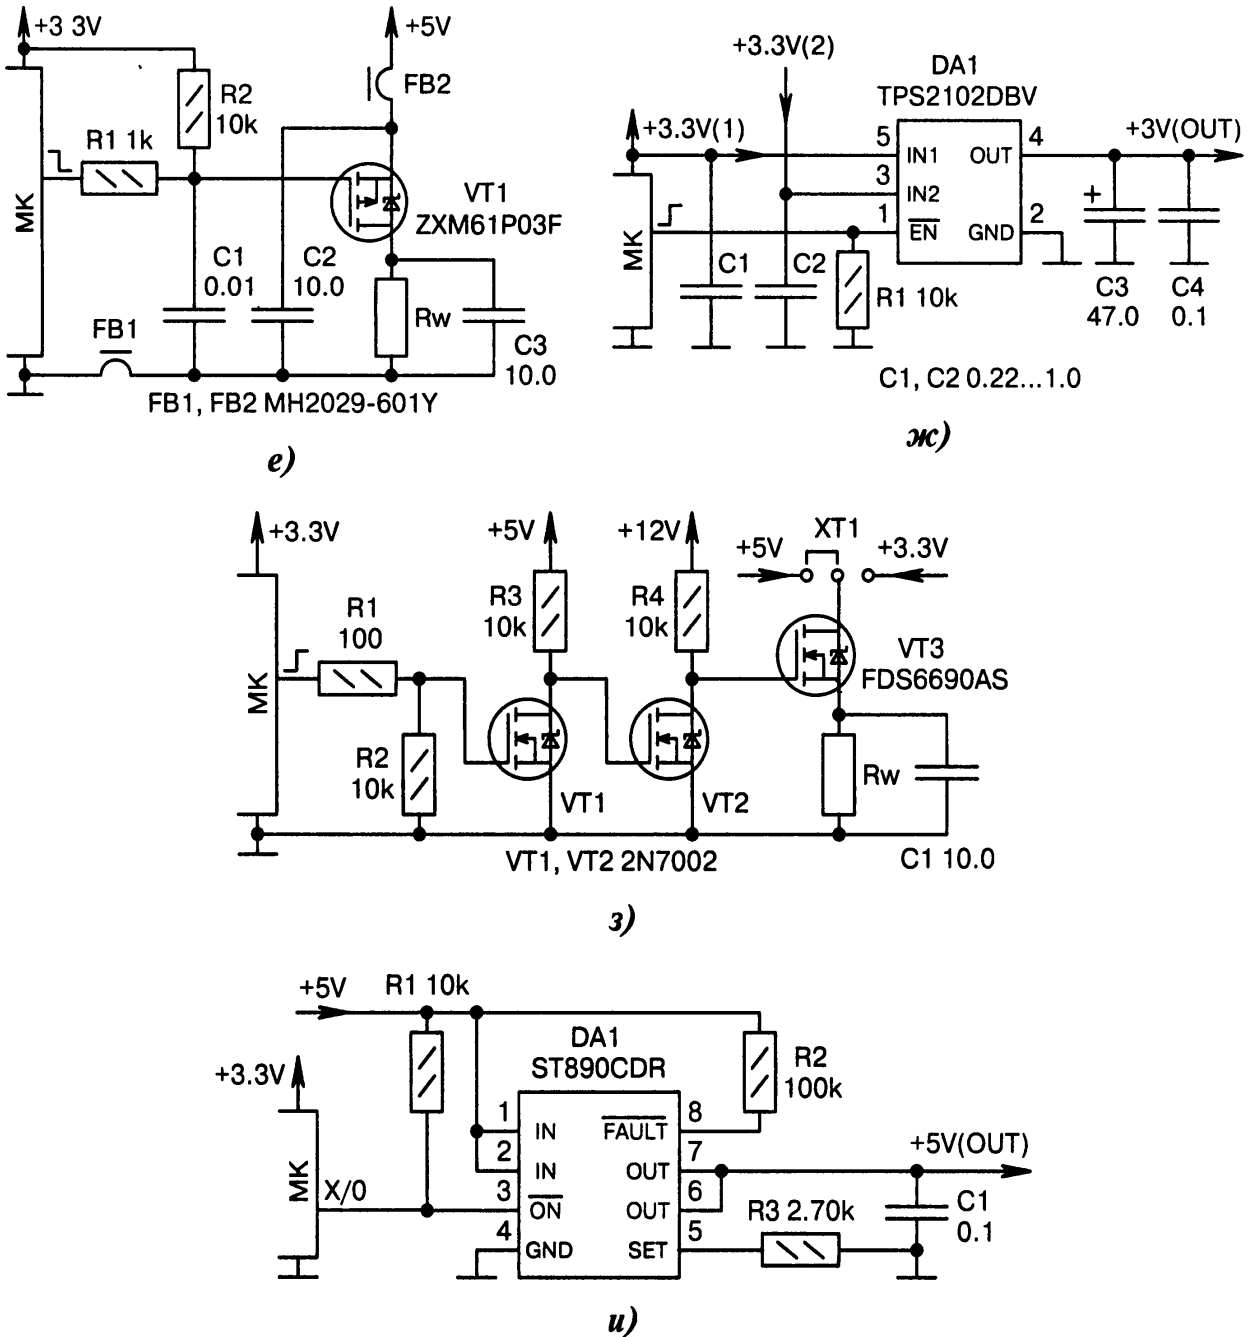 +3 3V
+5V
FB2
R2
10k
R1 1k
MK
VT1
ZXM61P03F
C1
0.01
C2
10.0
Rw
C3
10.0
FB1
FB1, FB2 MH2029-601Y
е)
+3.3V(2)
DA1
TPS2102DBV
+3.3V(1)
5
IN1
OUT
4
+3V(OUT)
3
IN2
1
EN
GND
2
+
MK
C1
C2
R1 10k
C3
47.0
C4
0.1
C1, C2 0.22...1.0
ж)
+3.3V
+5V
+12V
XT1
+5V
+3.3V
R1
100
R3
10k
R4
10k
VT3
FDS6690AS
MK
R2
10k
VT1
VT2
Rw
VT1, VT2 2N7002
C1 10.0
з)
+5V
R1 10k
DA1
ST890CDR
R2
100k
+3.3V
MK
X/0
1
IN
FAULT
8
2
IN
OUT
7
3
ON
OUT
6
4
GND
SET
5
R3 2.70k
+5V(OUT)
C1
0.1
и)